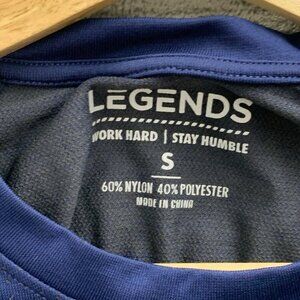 LEGENDS
WORK HARD | STAY HUMBLE
S
60% NYLON 40% POLYESTER
MADE IN CHINA